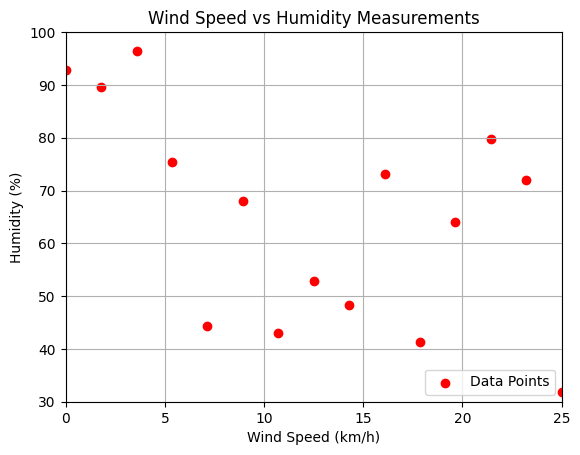 Wind Speed vs Humidity Measurements
Humidity (%)
100
90
80
70
60
50
40
30
Data Points
0 5 10 15 20 25
Wind Speed (km/h)